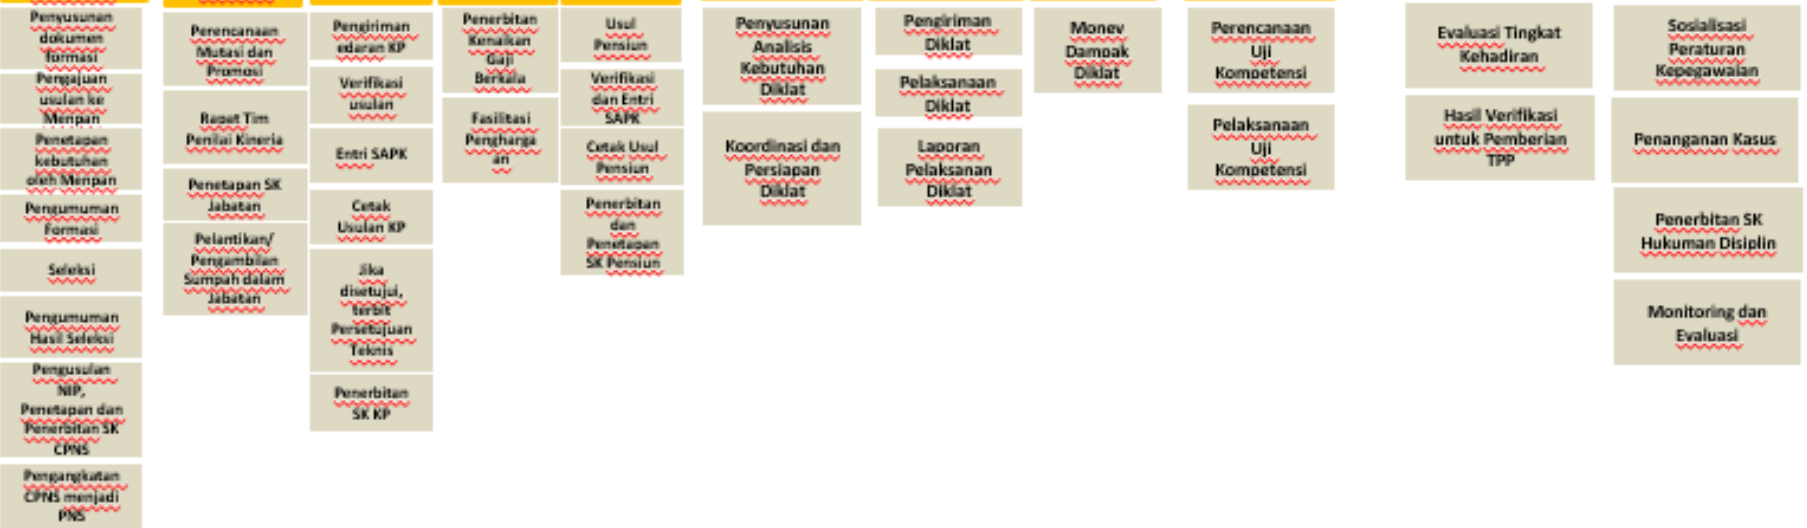 Penyusunan
dokumen
formasi
Pengajuan
usulan ke
Menpan
Penetapan
kebutuhan
oleh Menpan
Pengumuman
Formasi
Seleksi
Pengumuman
Hasil Seleksi
Pengusulan
NIP,
Penetapan dan
Penerbitan SK
CPNS
Pengangkatan
CPNS menjadi
PNS
Perencanaan
Mutasi dan
Promosi
Rapat Tim
Penilai Kinerja
Penetapan SK
Jabatan
Pelantikan/
Pengambilan
Sumpah dalam
Jabatan
Pengiriman
edaran KP
Verifikasi
usulan
Entri SAPK
Cetak
Usulan KP
Jika
disetujui,
terbit
Persetujuan
Teknis
Penerbitan
SK KP
Penerbitan
Kenaikan
Gaji
Berkala
Fasilitasi
Pengharga
an
Usul
Pensiun
Verifikasi
dan Entri
SAPK
Cetak Usul
Pensiun
Penerbitan
dan
Penetapan
SK Pensiun
Penyusunan
Analisis
Kebutuhan
Diklat
Koordinasi dan
Persiapan
Diklat
Pengiriman
Diklat
Pelaksanaan
Diklat
Laporan
Pelaksanan
Diklat
Monev
Damoak
Diklat
Perencanaan
Uji
Kompetensi
Pelaksanaan
Uji
Kompetensi
Evaluasi Tingkat
Kehadiran
Hasil Verifikasi
untuk Pemberian
TPP
Sosialisasi
Peraturan
Kepegawaian
Penanganan Kasus
Penerbitan SK
Hukuman Disiplin
Monitoring dan
Evaluasi